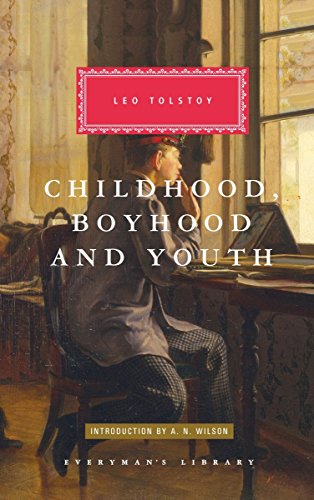 LEO TOLSTOY
CHILDHOOD,
BOYHOOD
AND YOUTH
INTRODUCTION BY A. N. WILSON
EVERYMAN'S LIBRARY